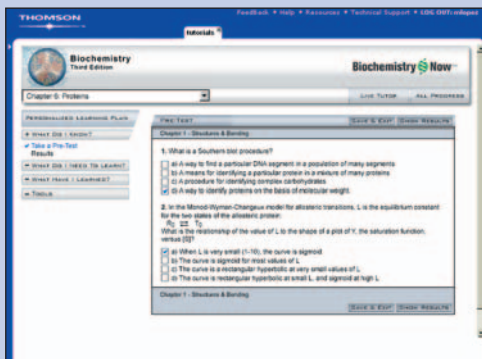 THOMSON
Feedback • Help • Resources • Technical Support • LOG OUT:
Tutorials
Biochemistry
Third Edition
Biochemistry Now
Chapter 6: Proteins
LIVE TUTOR ALL PROGRESS
PERSONALIZED LEARNING PLAN
WHAT DID I KNOW?
Take a Pre-Test
Results
WHAT DO I NEED TO LEARN?
WHAT HAVE I LEARNED?
TOOLS
PRE-TEST
SAVE & EXIT SHOW RESULTS
Chapter 1 - Structures & Bonding
1. What is a Southern blot procedure?
a) A way to find a particular DNA segment in a population of many segments
b) A means for identifying a particular protein in a mixture of many proteins
c) A procedure for identifying complex carbohydrates
d) A way to identify proteins on the basis of molecular weight.
2. In the Monod-Wyman-Changeux model for allosteric transitions, L is the equilibrium constant
for the two states of the allosteric protein:
R0 ⇌ T0
What is the relationship of the value of L to the shape of a plot of Y, the saturation function,
versus [S]?
a) When L is very small (1-10), the curve is sigmoid
b) The curve is sigmoid for most values of L
c) The curve is a rectangular hyperbolic at very small values of L
d) The curve is rectangular hyperbolic at small L, and sigmoid at high L
Chapter 1 - Structures & Bonding
SAVE & EXIT SHOW RESULTS